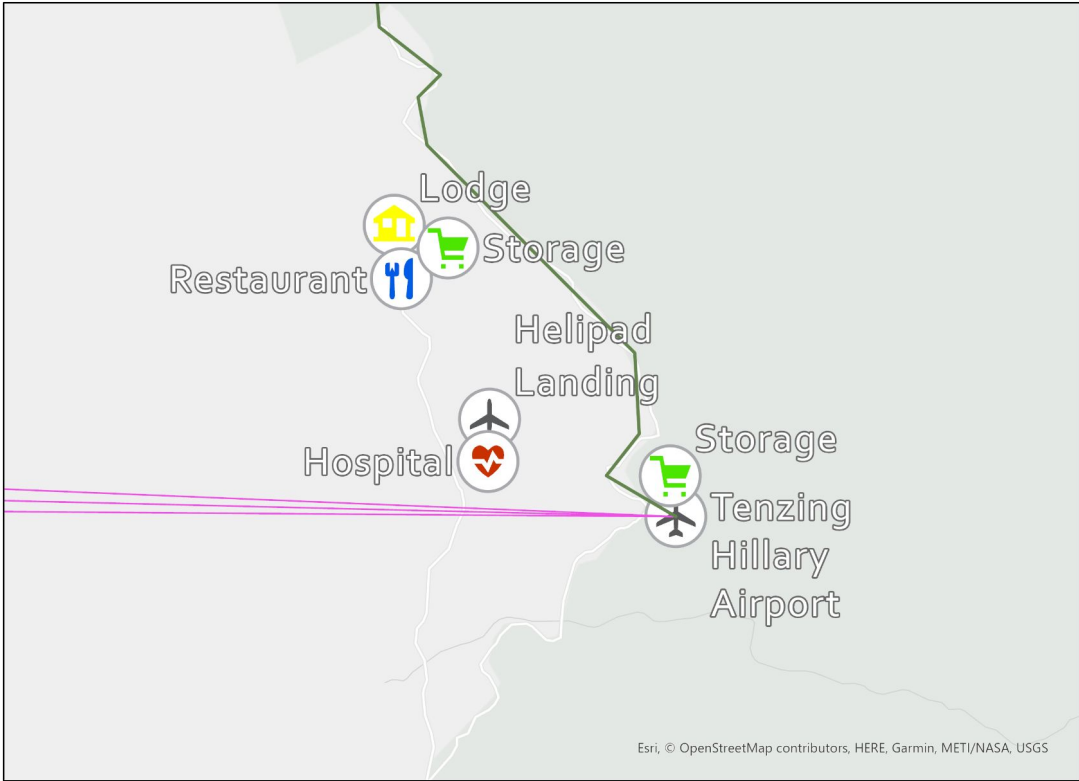 Lodge
Storage
Restaurant
Helipad
Landing
Storage
Hospital
Tenzing
Hillary
Airport
Esri, © OpenStreetMap contributors, HERE, Garmin, METI/NASA, USGS